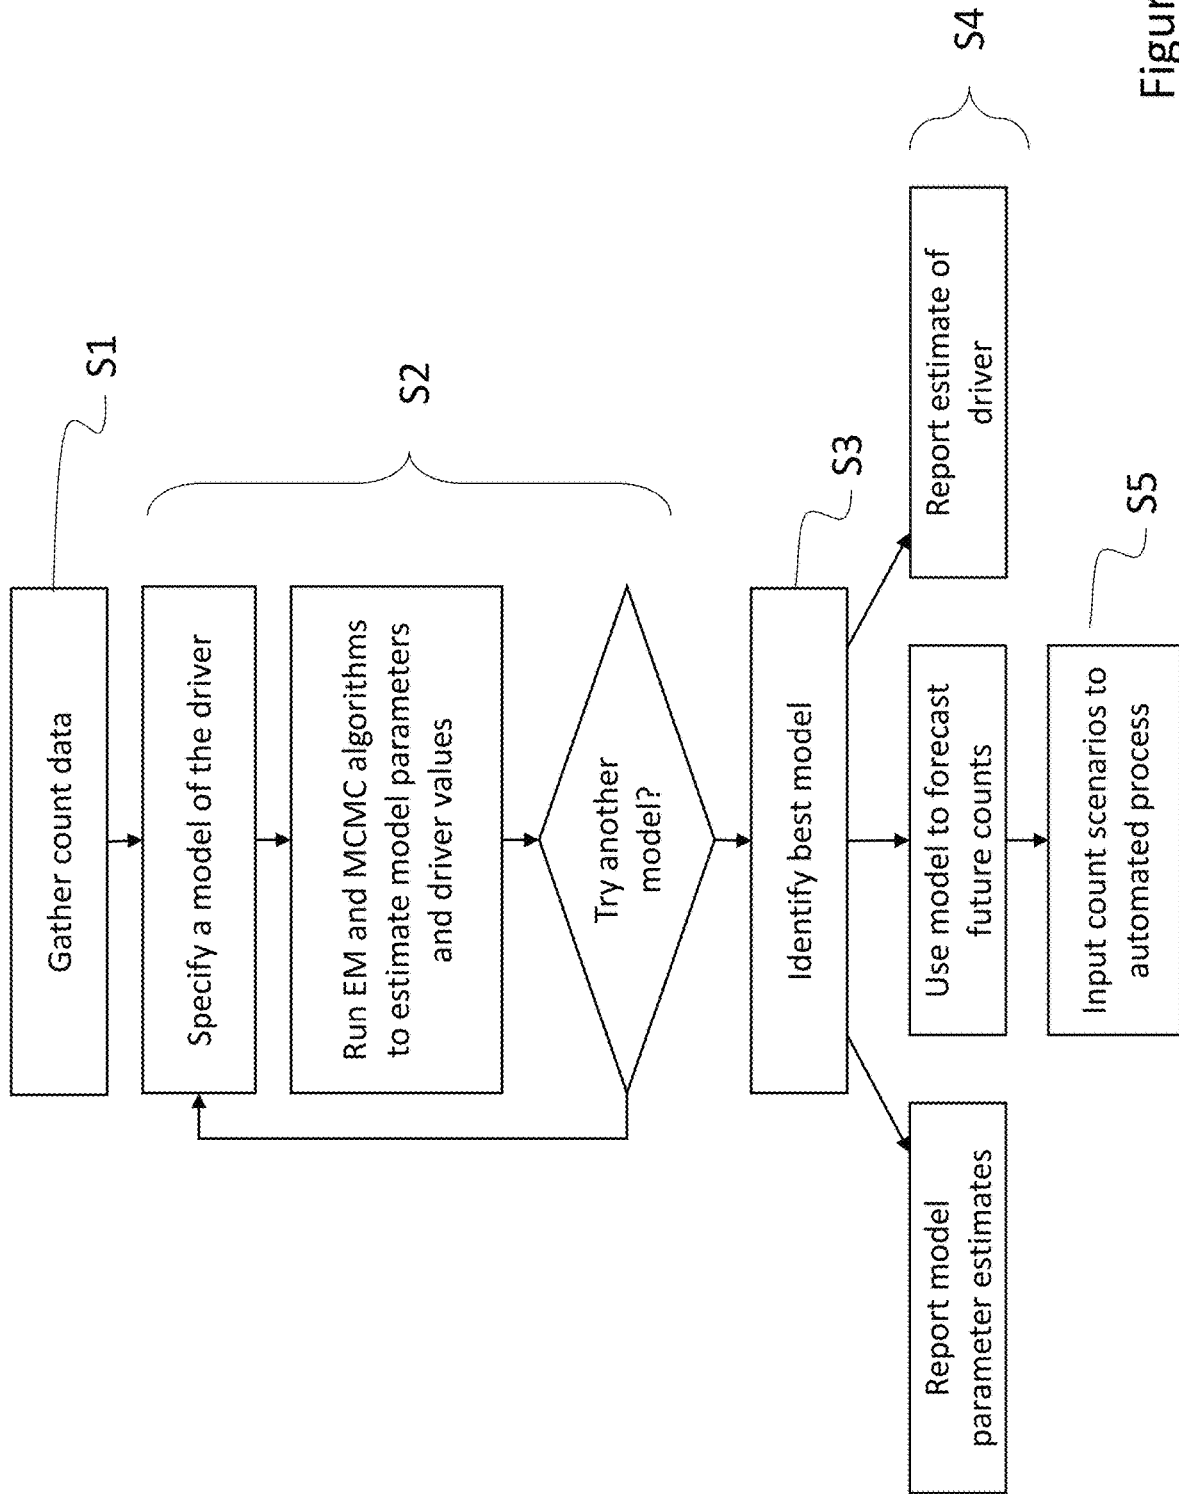 Gather count data
S1
Specify a model of the driver
Run EM and MCMC algorithms
to estimate model parameters
and driver values
S2
Try another
model?
Identify best model
S3
Report model
parameter estimates
Use model to forecast
future counts
Report estimate of
driver
S4
Input count scenarios to
automated process
S5